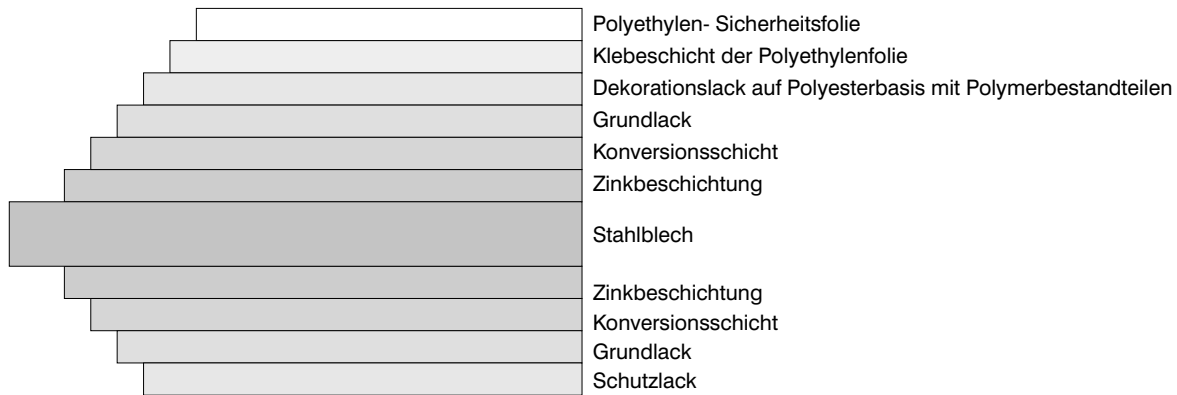 Polyethylen- Sicherheitsfolie
Klebeschicht der Polyethylenfolie
Dekorationslack auf Polyesterbasis mit Polymerbestandteilen
Grundlack
Konversionsschicht
Zinkbeschichtung
Stahlblech
Zinkbeschichtung
Konversionsschicht
Grundlack
Schutzlack